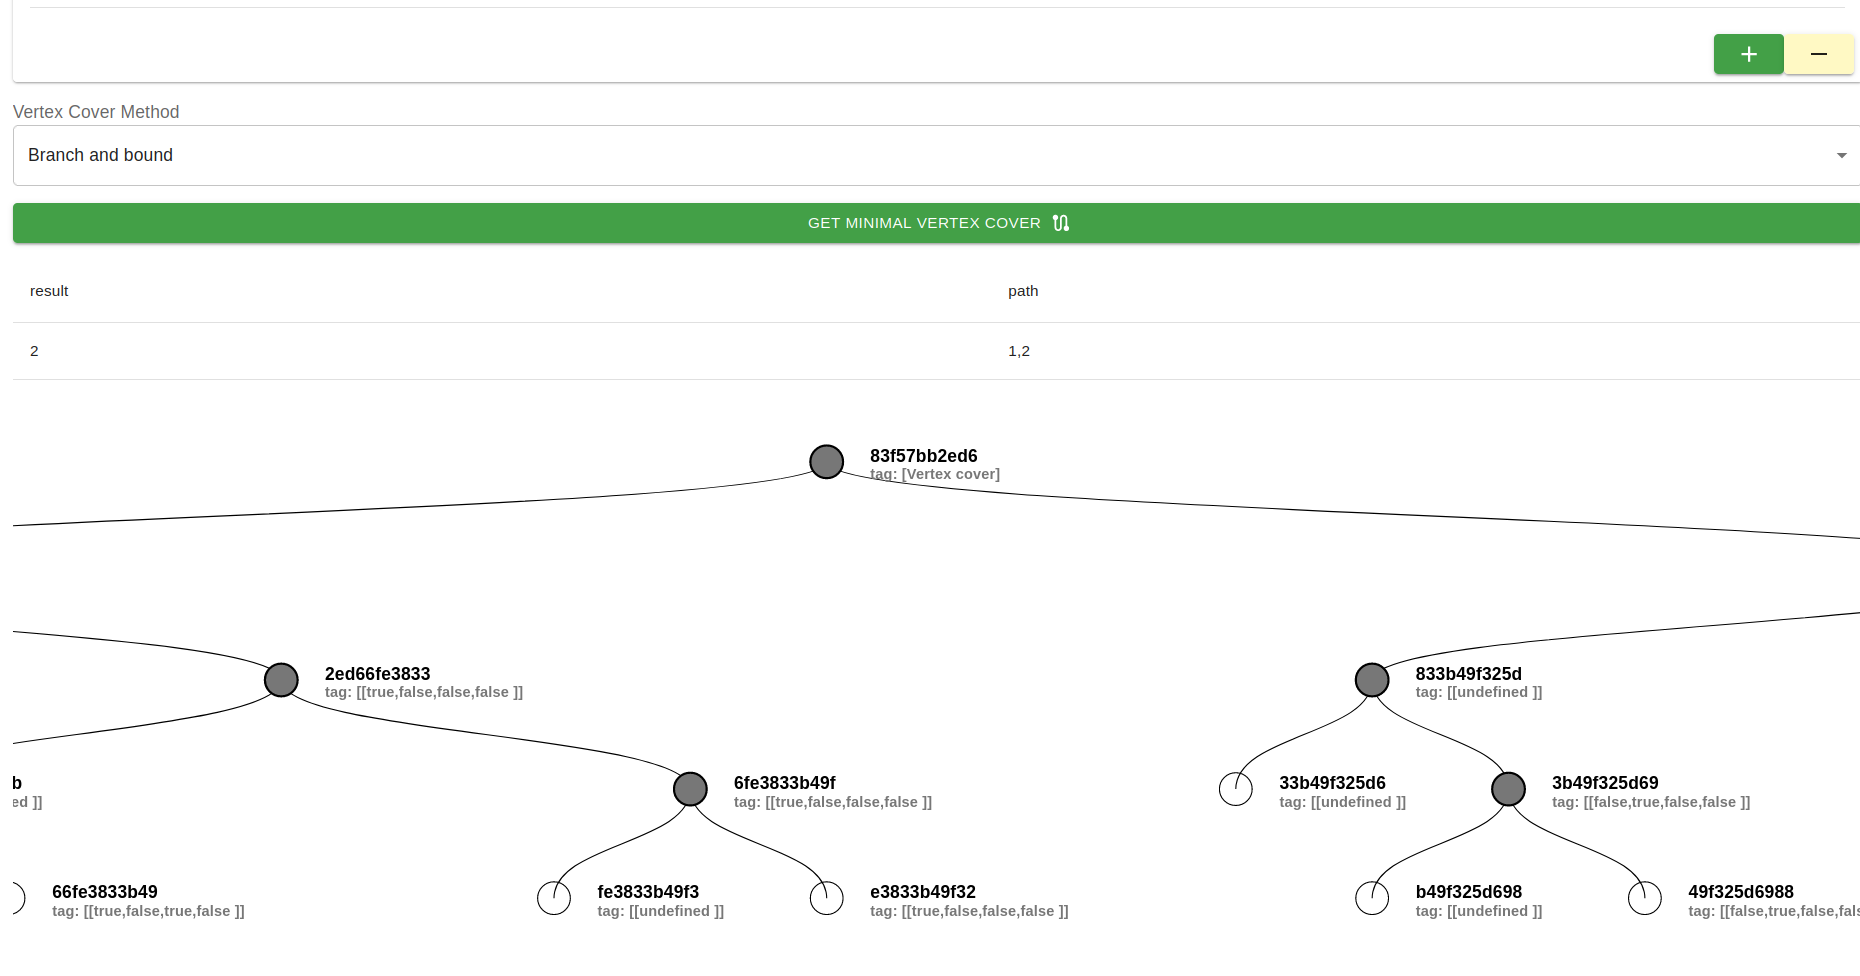 Vertex Cover Method
Branch and bound
GET MINIMAL VERTEX COVER
result path
2 1,2
83f57bb2ed6
tag: [Vertex cover]
2ed66fe3833 833b49f325d
tag: [[true,false,false,false ]] tag: [[undefined ]]
b 6fe3833b49f 33b49f325d6 3b49f325d69
ed ]] tag: [[true,false,false,false ]] tag: [[undefined ]] tag: [[false,true,false,false ]]
66fe3833b49 fe3833b49f3 e3833b49f32 b49f325d698 49f325d6988
tag: [[true,false,true,false ]] tag: [[undefined ]] tag: [[true,false,false,false ]] tag: [[undefined ]] tag: [[false,true,false,fals